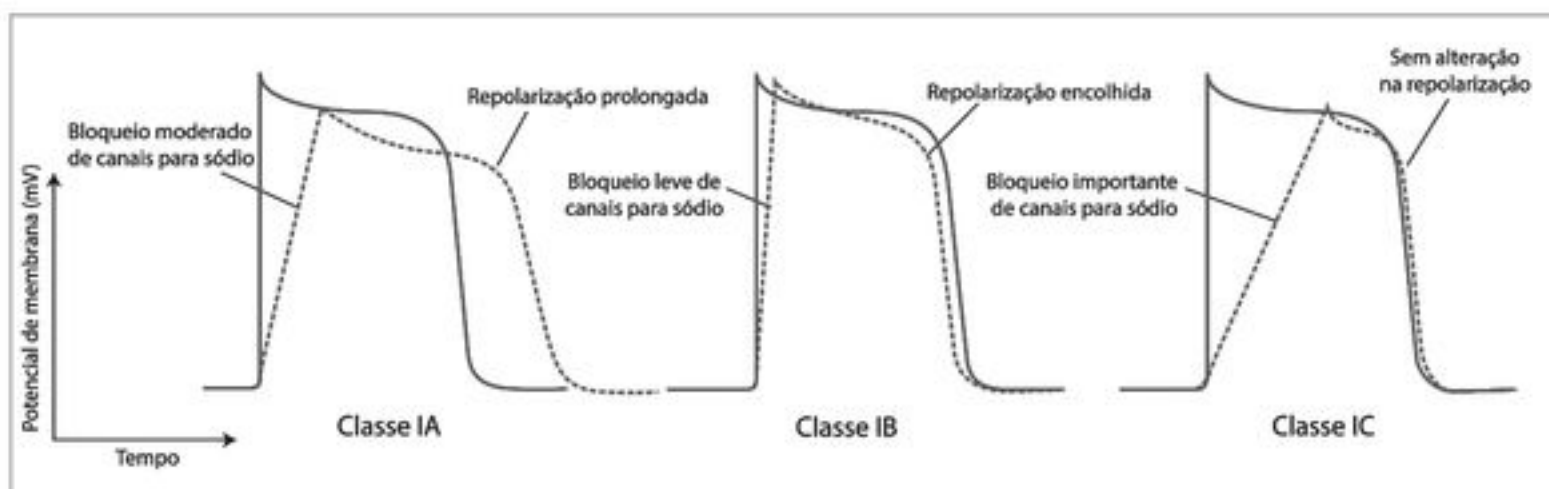 Potencial de membrana (mV)
Tempo
Bloqueio moderado
de canais para sódio
Repolarização prolongada
Classe IA
Bloqueio leve de
canais para sódio
Repolarização encolhida
Classe IB
Bloqueio importante
de canais para sódio
Sem alteração
na repolarização
Classe IC